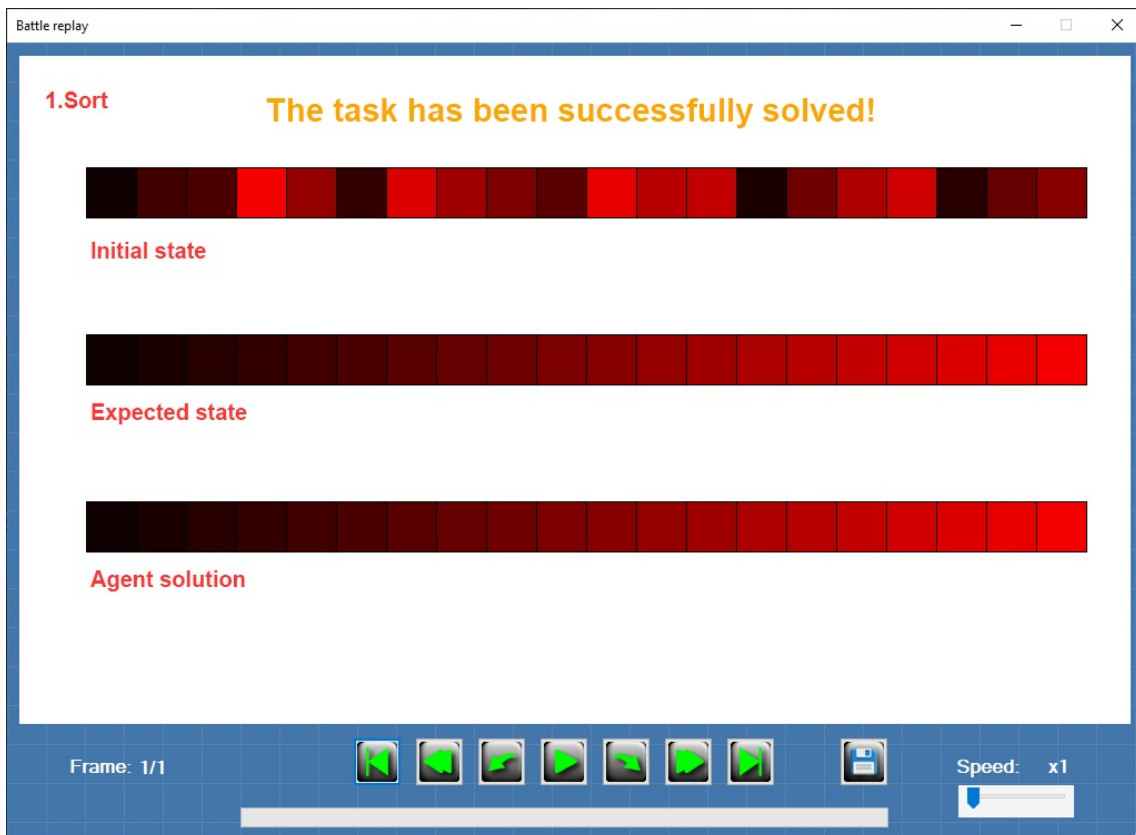 Battle replay
1.Sort
The task has been successfully solved!
Initial state
Expected state
Agent solution
Frame: 1/1
Speed: x1